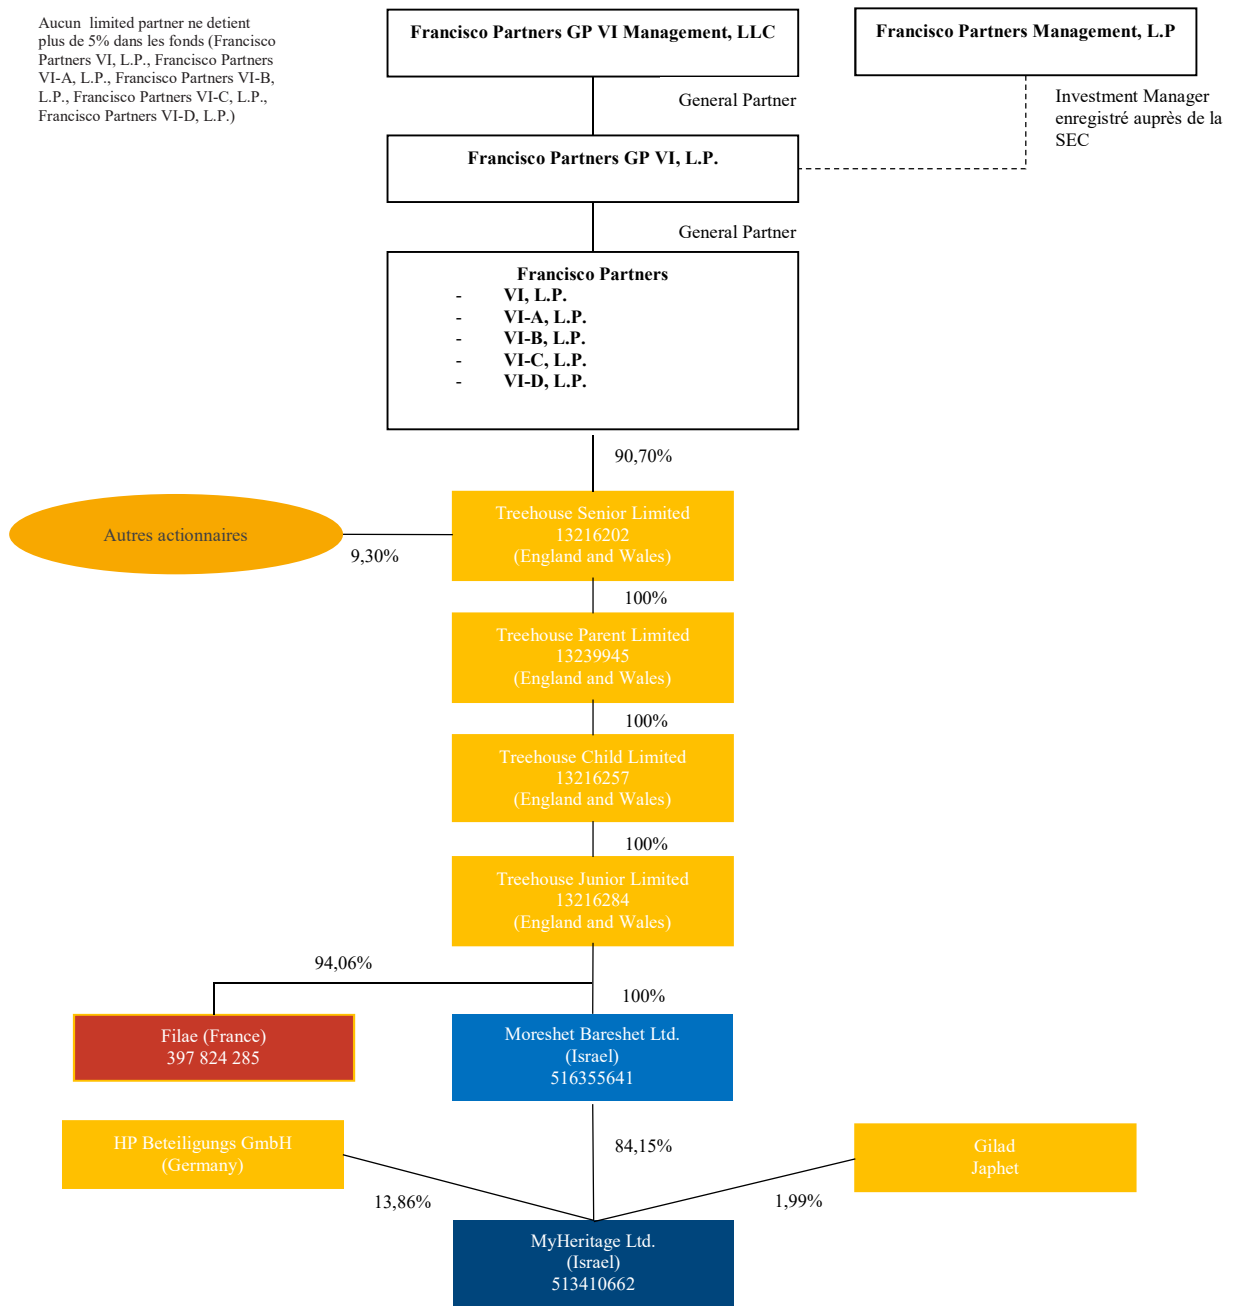 Aucun limited partner ne detient
plus de 5% dans les fonds (Francisco
Partners VI, L.P., Francisco Partners
VI-A, L.P., Francisco Partners VI-B,
L.P., Francisco Partners VI-C, L.P.,
Francisco Partners VI-D, L.P.)
Francisco Partners GP VI Management, LLC
Francisco Partners Management, L.P
General Partner
Investment Manager
enregistré auprès de la
SEC
Francisco Partners GP VI, L.P.
General Partner
Francisco Partners
- VI, L.P.
- VI-A, L.P.
- VI-B, L.P.
- VI-C, L.P.
- VI-D, L.P.
90,70%
Autres actionnaires
9,30%
Treehouse Senior Limited
13216202
(England and Wales)
100%
Treehouse Parent Limited
13239945
(England and Wales)
100%
Treehouse Child Limited
13216257
(England and Wales)
100%
Treehouse Junior Limited
13216284
(England and Wales)
94,06%
100%
Filae (France)
397 824 285
Moreshet Bareshet Ltd.
(Israel)
516355641
HP Beteiligungs GmbH
(Germany)
84,15%
Gilad
Japhet
13,86%
1,99%
MyHeritage Ltd.
(Israel)
513410662